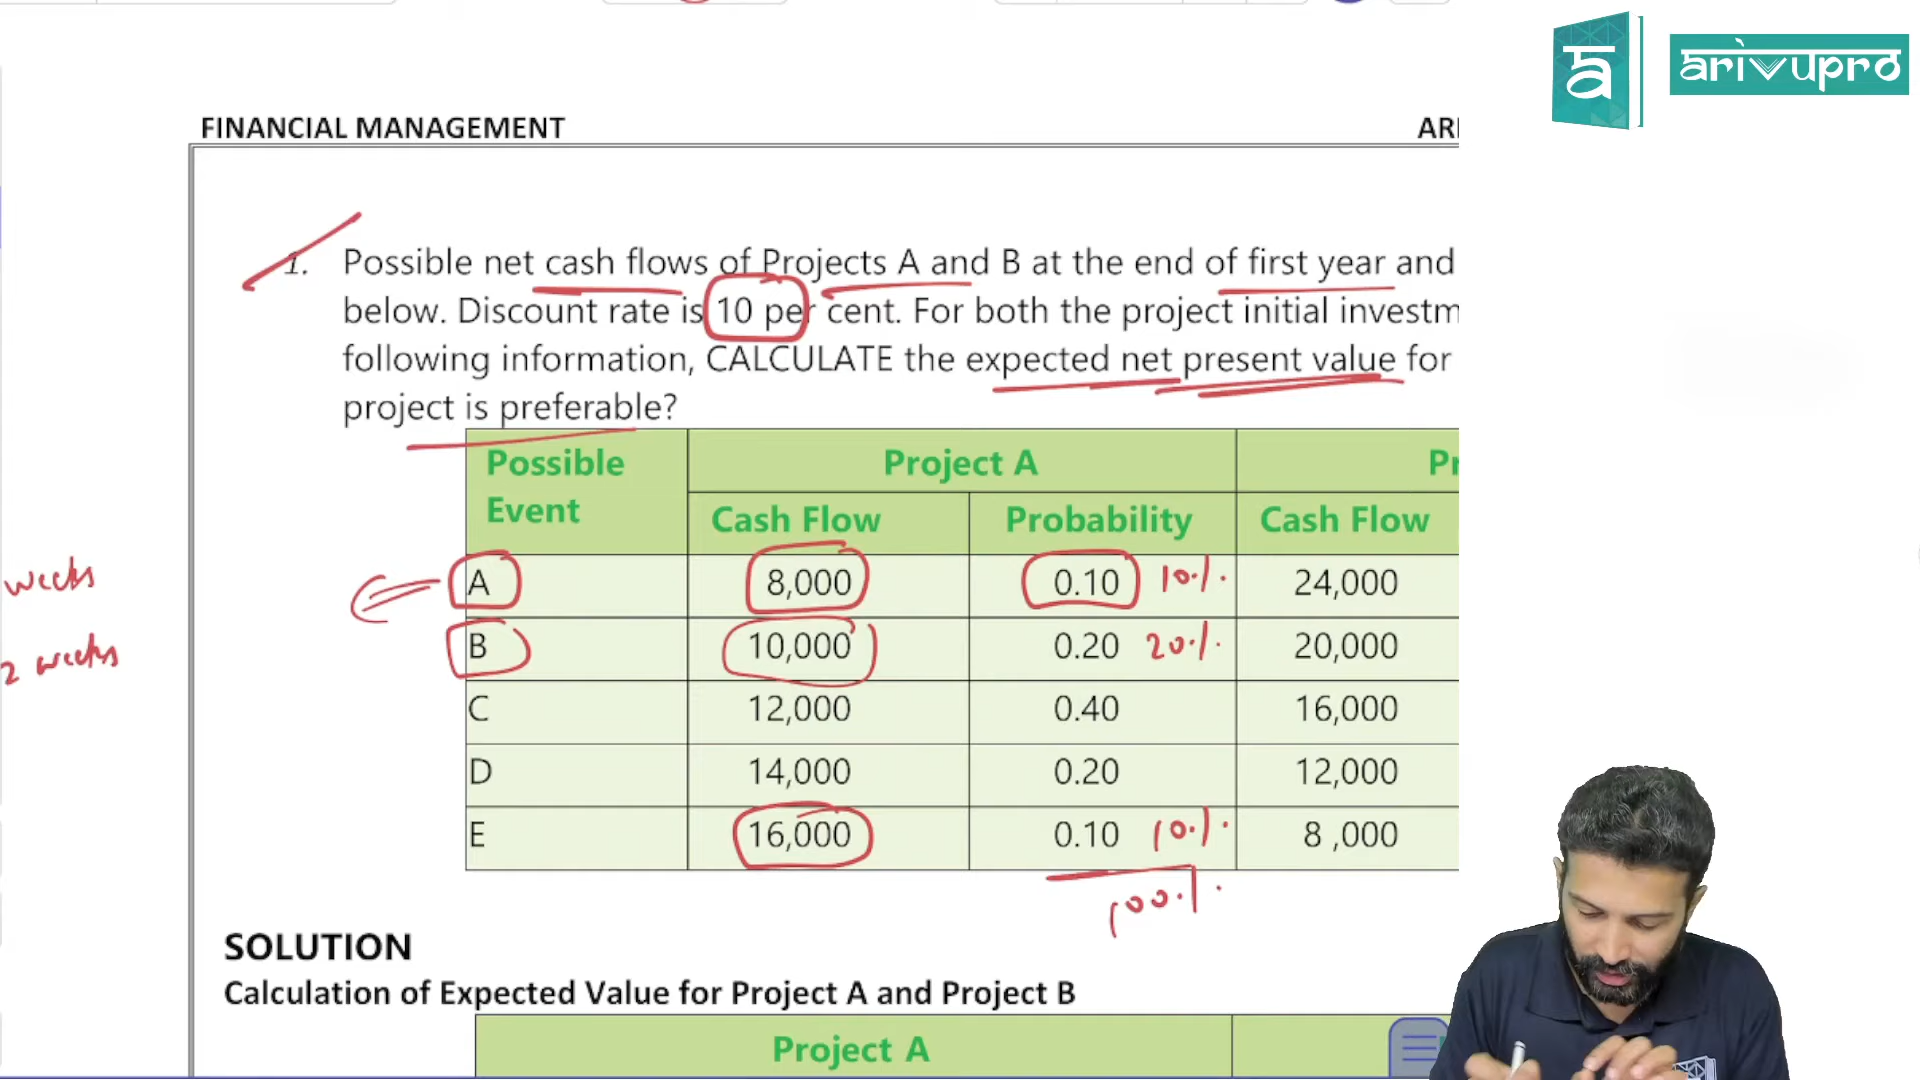 arivupro
FINANCIAL MANAGEMENT
1. Possible net cash flows of Projects A and B at the end of first year and
below. Discount rate is 10 per cent. For both the project initial
following information, CALCULATE the expected net present value for
project is preferable?
Possible Event Project A
Cash Flow Probability Cash Flow
A 8,000 0.10 10% 24,000
weeks
B 10,000 0.20 20% 20,000
2 weeks
C 12,000 0.40 16,000
D 14,000 0.20 12,000
E 16,000 0.10 10% 8 ,000
100%
SOLUTION
Calculation of Expected Value for Project A and Project B
Project A